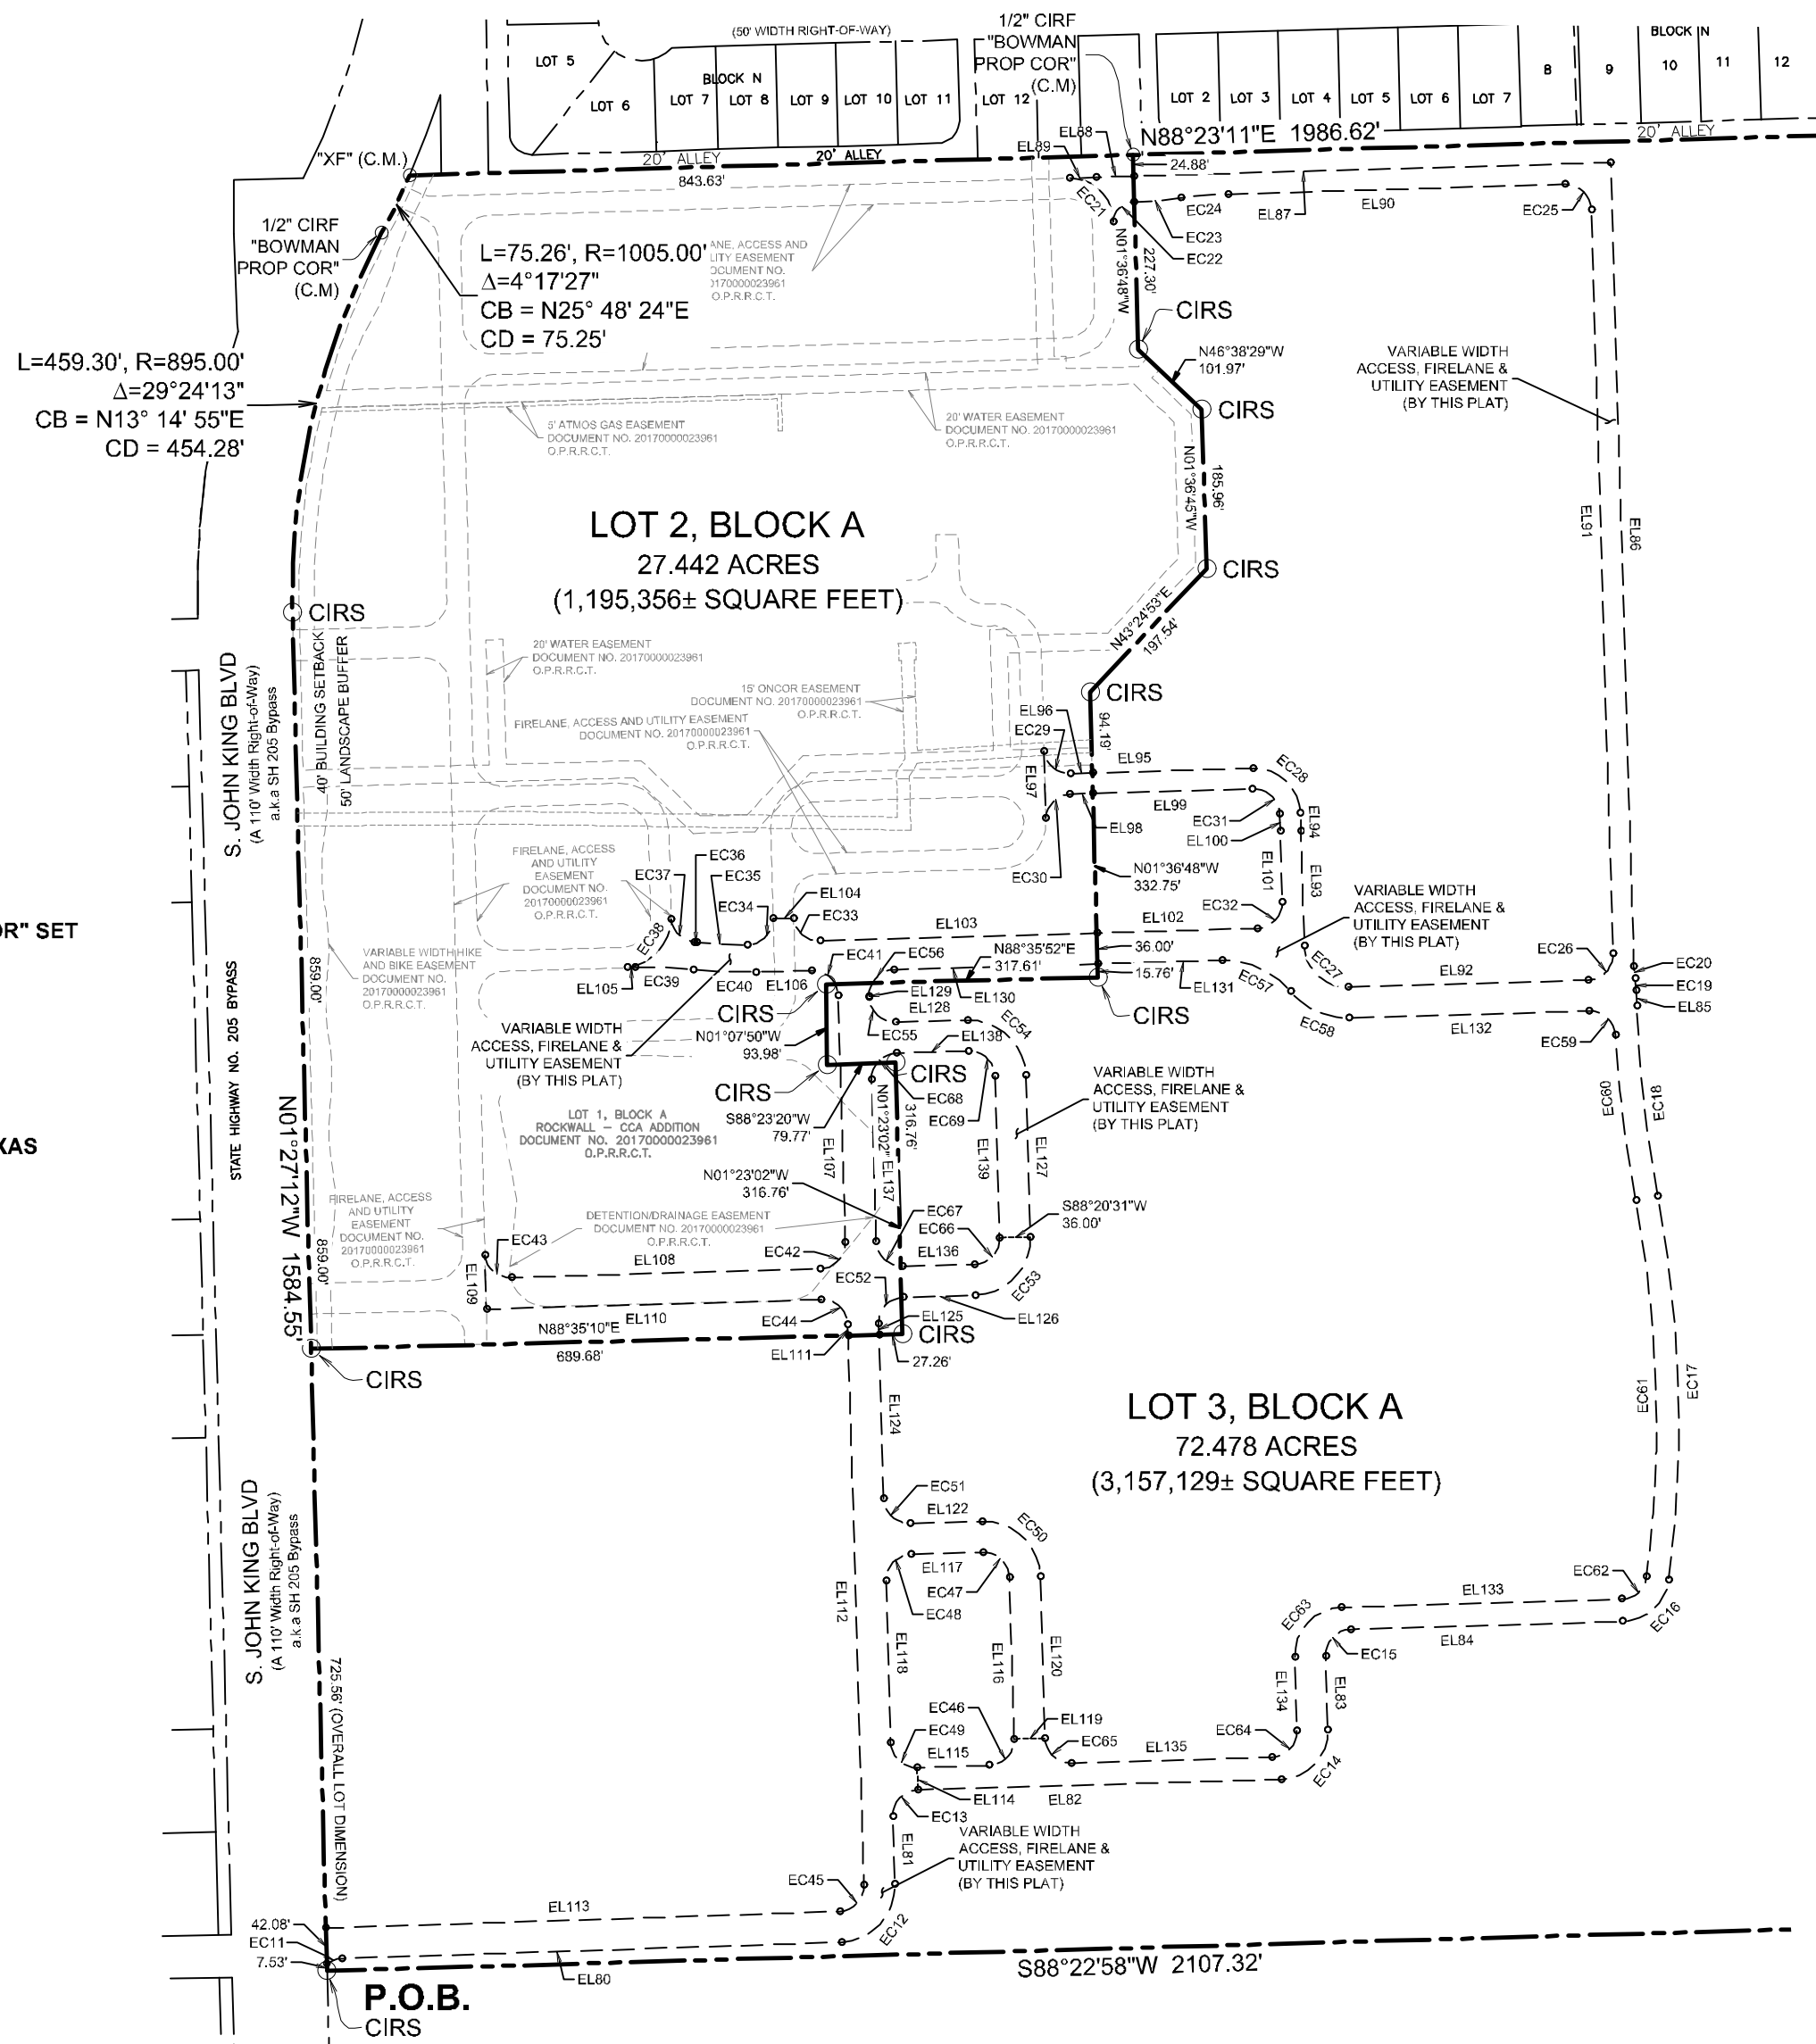 (50' WIDTH RIGHT-OF-WAY)
1/2" CIRF
"BOWMAN
PROP COR"
(C.M)
BLOCK N
LOT 5
LOT 6
LOT 7
BLOCK N
LOT 8
LOT 9
LOT 10
LOT 11
LOT 12
LOT 2
LOT 3
LOT 4
LOT 5
LOT 6
LOT 7
8
9
10
11
12
EL88
N88°23'11"E 1986.62'
20' ALLEY
"XF" (C.M.)
20' ALLEY
20' ALLEY
EL89
24.88'
843.63'
EC21
EC24
EL87
EL90
EC25
EC23
EC22
1/2" CIRF
"BOWMAN
PROP COR"
(C.M)
L=75.26', R=1005.00'
Δ=4°17'27"
CB = N25° 48' 24"E
CD = 75.25'
ANE, ACCESS AND
LITY EASEMENT
OCUMENT NO.
)170000023961
O.P.R.R.C.T.
N01°36'48"W
227.30'
CIRS
N46°38'29"W
101.97'
CIRS
VARIABLE WIDTH
ACCESS, FIRELANE &
UTILITY EASEMENT
(BY THIS PLAT)
L=459.30', R=895.00'
Δ=29°24'13"
CB = N13° 14' 55"E
CD = 454.28'
5' ATMOS GAS EASEMENT
DOCUMENT NO. 20170000023961
O.P.R.R.C.T.
20' WATER EASEMENT
DOCUMENT NO. 20170000023961
O.P.R.R.C.T.
N01°36'45"W
185.96'
EL91
EL86
LOT 2, BLOCK A
27.442 ACRES
(1,195,356± SQUARE FEET)
CIRS
CIRS
N43°24'53"E
197.54'
S. JOHN KING BLVD
(A 110' Width Right-of-Way)
a.k.a SH 205 Bypass
40' BUILDING SETBACK
50' LANDSCAPE BUFFER
20' WATER EASEMENT
DOCUMENT NO. 20170000023961
O.P.R.R.C.T.
15' ONCOR EASEMENT
DOCUMENT NO. 20170000023961
O.P.R.R.C.T.
FIRELANE, ACCESS AND UTILITY EASEMENT
DOCUMENT NO. 20170000023961
O.P.R.R.C.T.
CIRS
EL96
EC29
94.19'
EL95
EC28
EL97
EL99
EL98
EC31
EL94
EL100
EC30
N01°36'48"W
332.75'
EL101
EL93
VARIABLE WIDTH
ACCESS, FIRELANE &
UTILITY EASEMENT
(BY THIS PLAT)
FIRELANE, ACCESS
AND UTILITY
EASEMENT
DOCUMENT NO.
20170000023961
O.P.R.R.C.T.
EC36
EC37
EC35
EC34
EL104
EC33
EC38
EL103
EL102
EC32
R" SET
EC41
EC56
N88°35'52"E
317.61'
36.00'
15.76'
EC26
EC20
EC19
EL85
EC27
EL92
VARIABLE WIDTH HIKE
AND BIKE EASEMENT
DOCUMENT NO.
20170000023961
O.P.R.R.C.T.
EL105
EC39
EC40
EL106
EL129
EL130
EL131
EC57
EC58
EL132
EC59
CIRS
EL128
CIRS
859.00'
STATE HIGHWAY NO. 205 BYPASS
VARIABLE WIDTH
ACCESS, FIRELANE &
UTILITY EASEMENT
(BY THIS PLAT)
N01°07'50"W
93.98'
EC55
EL138
EC54
CIRS
CIRS
EC68
EC69
VARIABLE WIDTH
ACCESS, FIRELANE &
UTILITY EASEMENT
(BY THIS PLAT)
EC60
EC18
XAS
LOT 1, BLOCK A
ROCKWALL – CCA ADDITION
DOCUMENT NO. 20170000023961
O.P.R.R.C.T.
S88°23'20"W
79.77'
N01°23'02"
316.76'
EL107
EL137
EL139
EL127
N01°23'02"W
316.76'
N01°27'12"W 1584.55'
FIRELANE, ACCESS
AND UTILITY
EASEMENT
DOCUMENT NO.
20170000023961
O.P.R.R.C.T.
DETENTION/DRAINAGE EASEMENT
DOCUMENT NO. 20170000023961
O.P.R.R.C.T.
EC67
EC66
S88°20'31"W
36.00'
EC43
EC42
EL136
859.00'
EL108
EC52
EC53
EL109
EL110
EC44
EL125
EL126
N88°35'10"E
689.68'
CIRS
EL111
27.26'
CIRS
LOT 3, BLOCK A
72.478 ACRES
(3,157,129± SQUARE FEET)
EC61
EC17
EL124
S. JOHN KING BLVD
(A 110' Width Right-of-Way)
a.k.a SH 205 Bypass
EC51
EL122
EC50
EL117
EC47
EC48
EL112
EC62
EL133
EC16
EC63
EL84
EC15
EL118
EL116
EL120
EL134
EL83
725.56' (OVERALL LOT DIMENSION)
EC46
EC49
EL119
EC65
EC64
EL115
EL135
EC14
EL114
EL82
EC13
EL81
VARIABLE WIDTH
ACCESS, FIRELANE &
UTILITY EASEMENT
(BY THIS PLAT)
EC45
EL113
EC12
42.08'
EC11
7.53'
EL80
S88°22'58"W 2107.32'
P.O.B.
CIRS